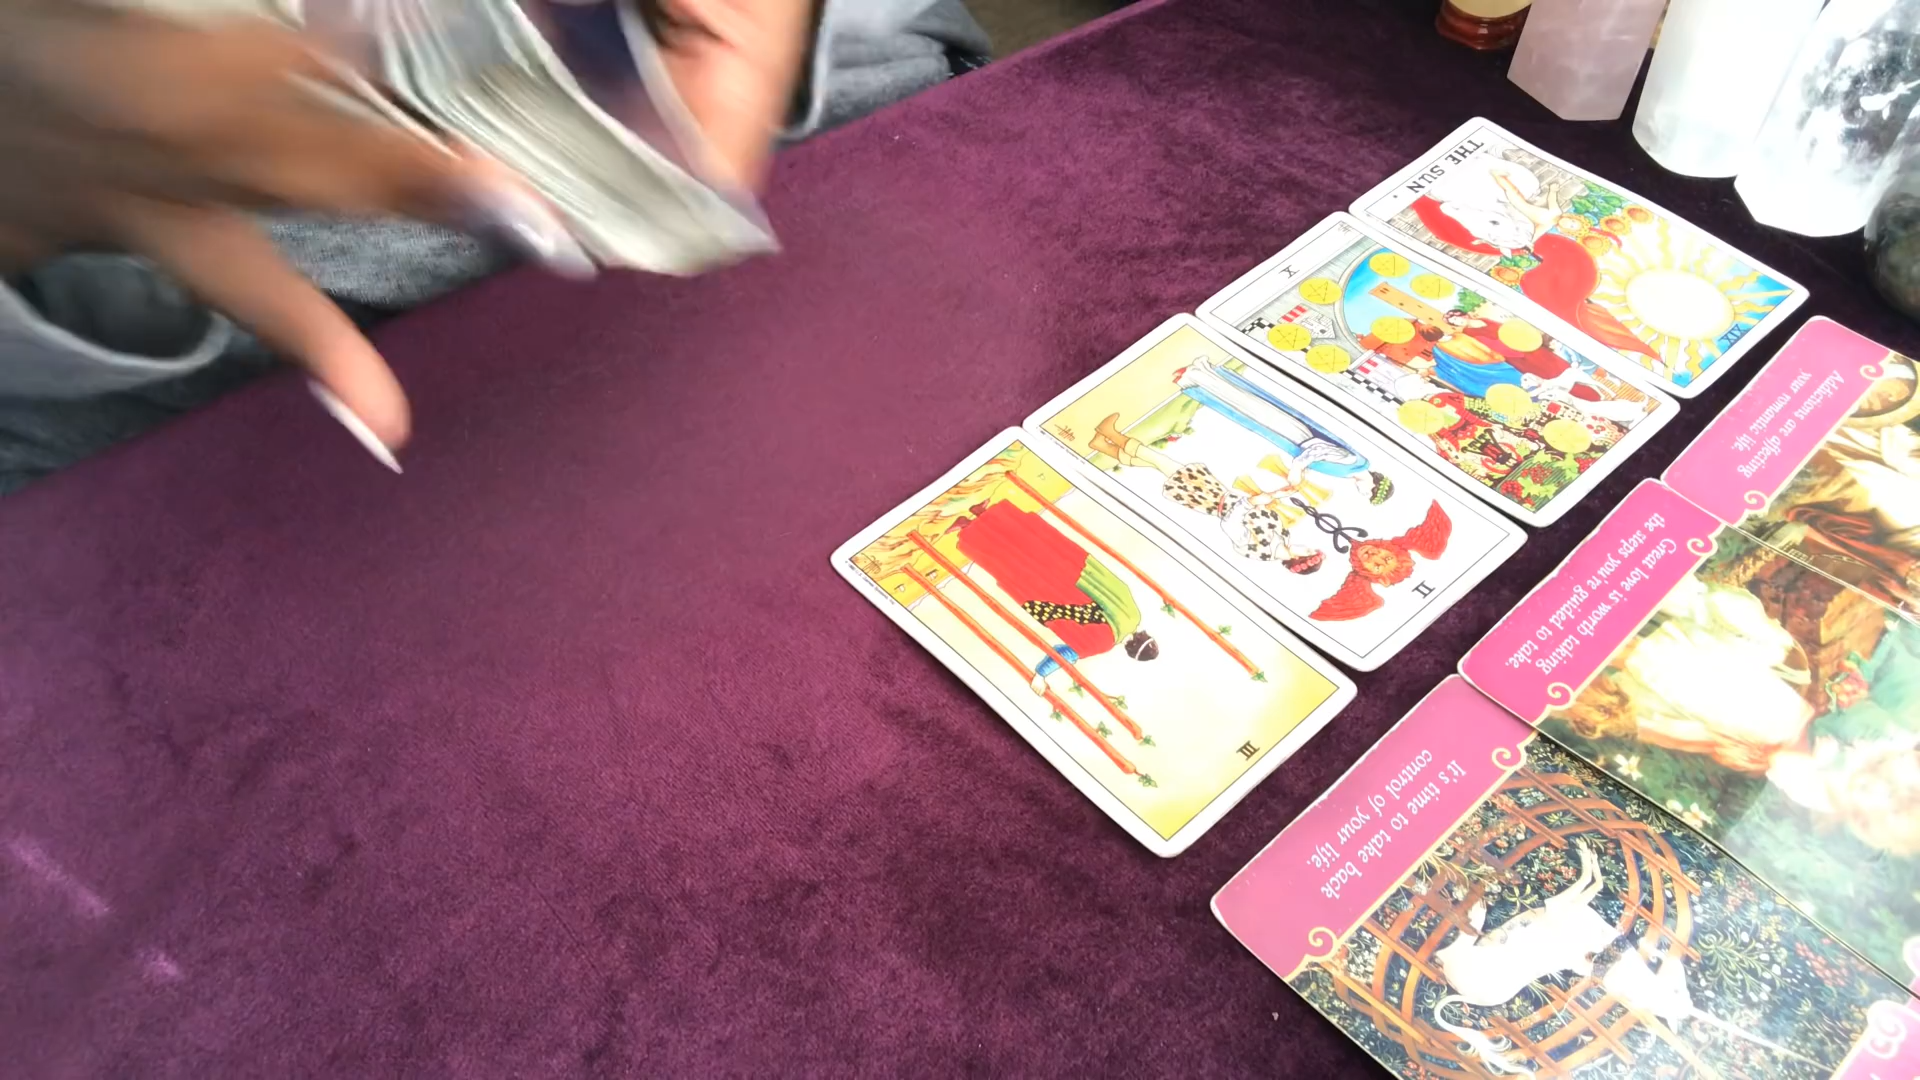 THE SUN.
XIX
X
II
III
Addictions are affecting
your romantic life.
Great love is worth taking
the steps you're guided to take.
It's time to take back
control of your life.